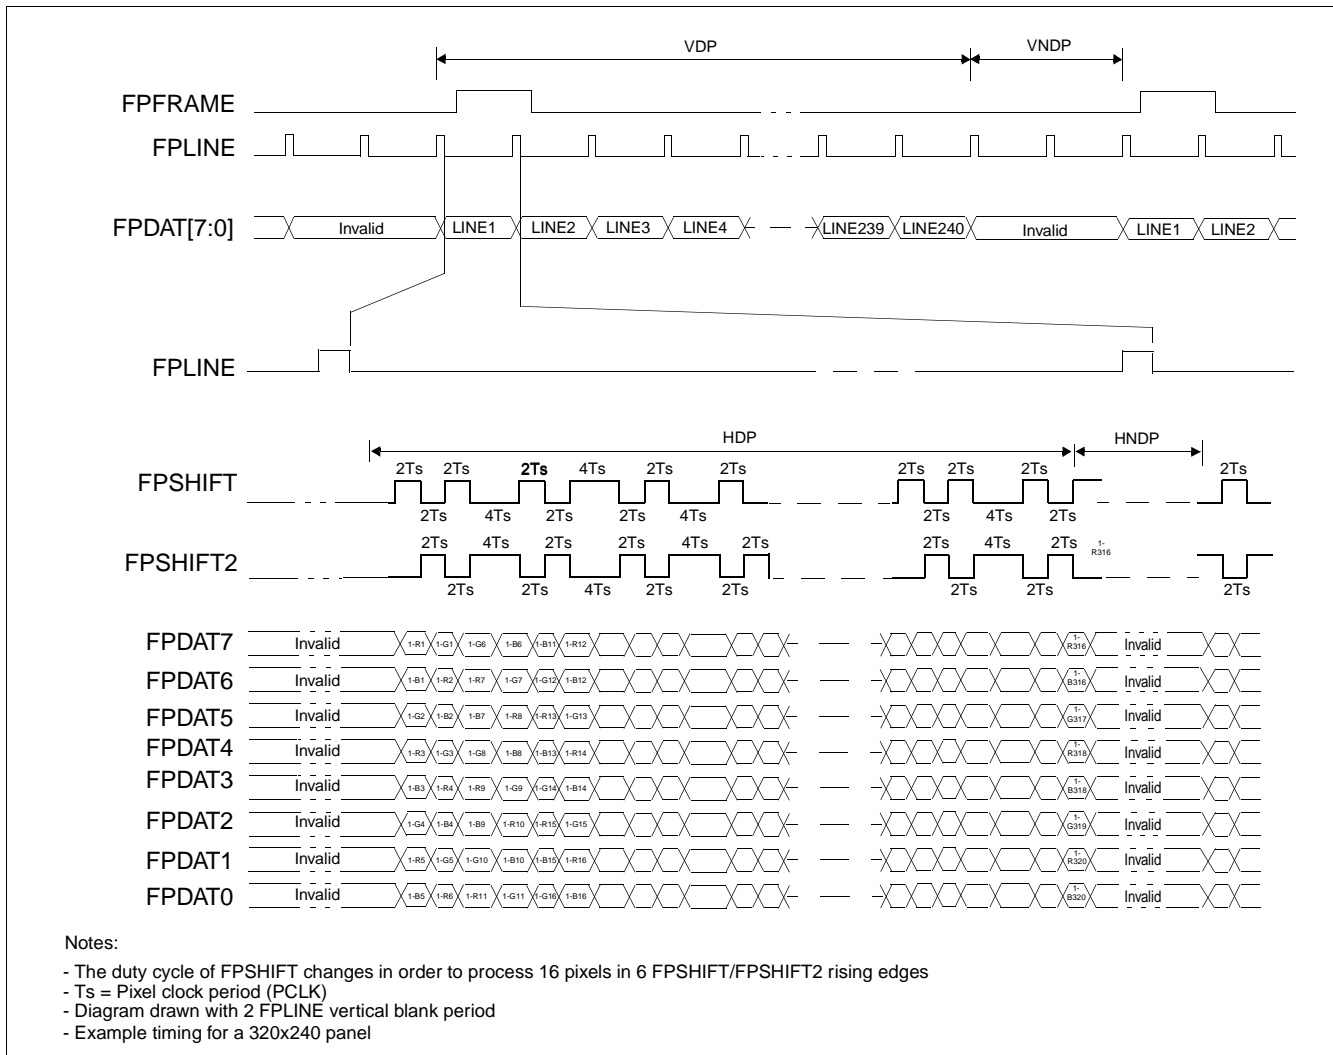 VDP VNDP
FPFRAME
FPLINE
FPDAT[7:0] Invalid LINE1 LINE2 LINE3 LINE4 LINE239 LINE240 Invalid LINE1 LINE2
FPLINE
HDP HNDP
2Ts 2Ts 2Ts 4Ts 2Ts 2Ts 2Ts 2Ts 2Ts 2Ts
FPSHIFT
2Ts 4Ts 2Ts 2Ts 4Ts 2Ts 4Ts 2Ts
2Ts 4Ts 2Ts 2Ts 4Ts 2Ts 2Ts 4Ts 2Ts 1-R316
FPSHIFT2
2Ts 2Ts 4Ts 2Ts 2Ts 2Ts 2Ts 2Ts
FPDAT7 Invalid 1-R1 1-G1 1-G6 1-B6 1-B11 1-R12 1-R316 Invalid
FPDAT6 Invalid 1-B1 1-R2 1-R7 1-G7 1-G12 1-B12 1-B316 Invalid
FPDAT5 Invalid 1-G2 1-B2 1-B7 1-R8 1-R13 1-G13 1-G317 Invalid
FPDAT4 Invalid 1-R3 1-G3 1-G8 1-B8 1-B13 1-R14 1-R318 Invalid
FPDAT3 Invalid 1-B3 1-R4 1-R9 1-G9 1-G14 1-B14 1-B318 Invalid
FPDAT2 Invalid 1-G4 1-B4 1-B9 1-R10 1-R15 1-G15 1-G319 Invalid
FPDAT1 Invalid 1-R5 1-G5 1-G10 1-B10 1-B15 1-R16 1-R320 Invalid
FPDAT0 Invalid 1-B5 1-R6 1-R11 1-G11 1-G16 1-B16 1-B320 Invalid
Notes:
- The duty cycle of FPSHIFT changes in order to process 16 pixels in 6 FPSHIFT/FPSHIFT2 rising edges
- Ts = Pixel clock period (PCLK)
- Diagram drawn with 2 FPLINE vertical blank period
- Example timing for a 320x240 panel